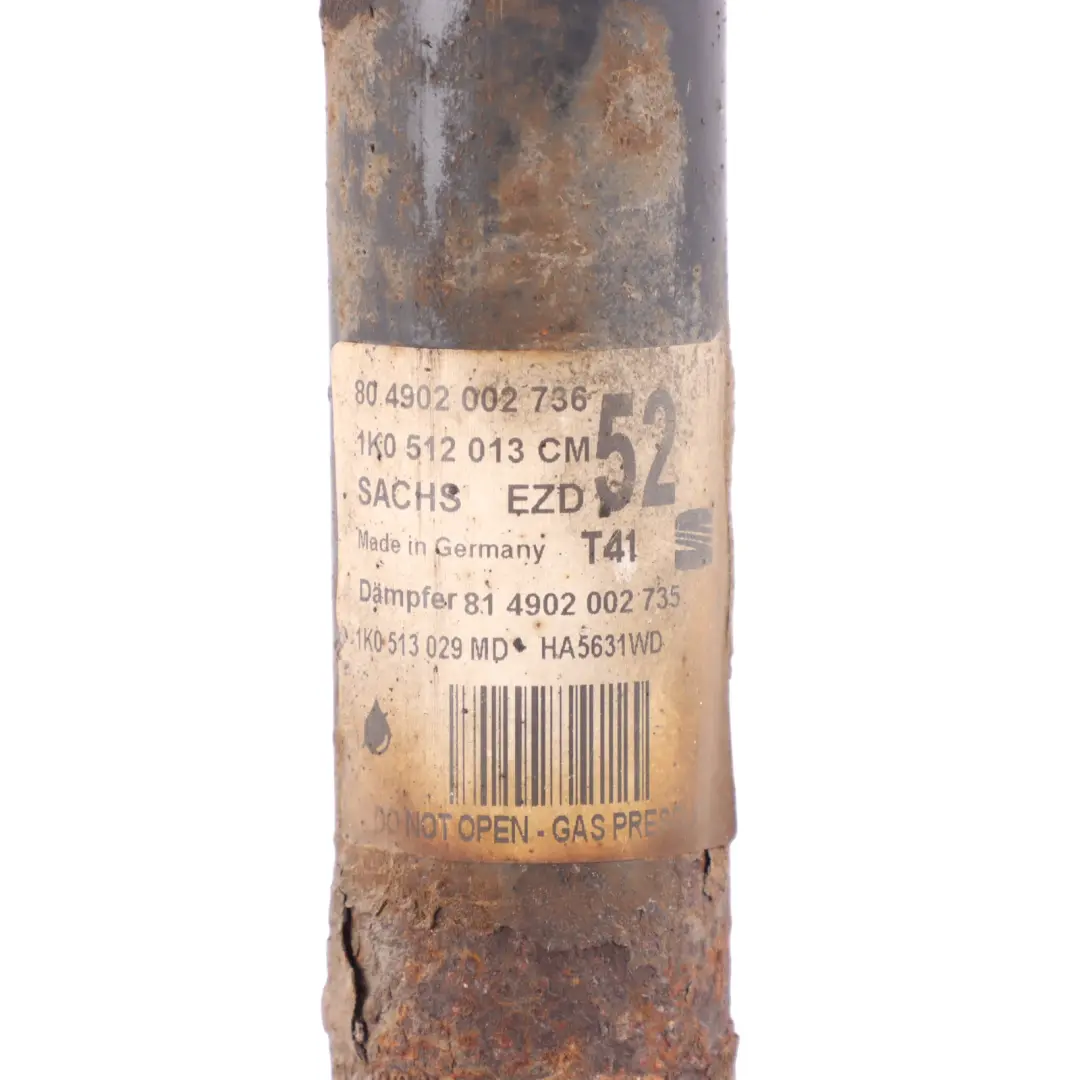 80 4902 002 736
52
1K0 512 013 CM
SACHS EZD
Made in Germany T41
Dämpfer 81 4902 002 735
1K0 513 029 MD HA5631WD
DO NOT OPEN - GAS